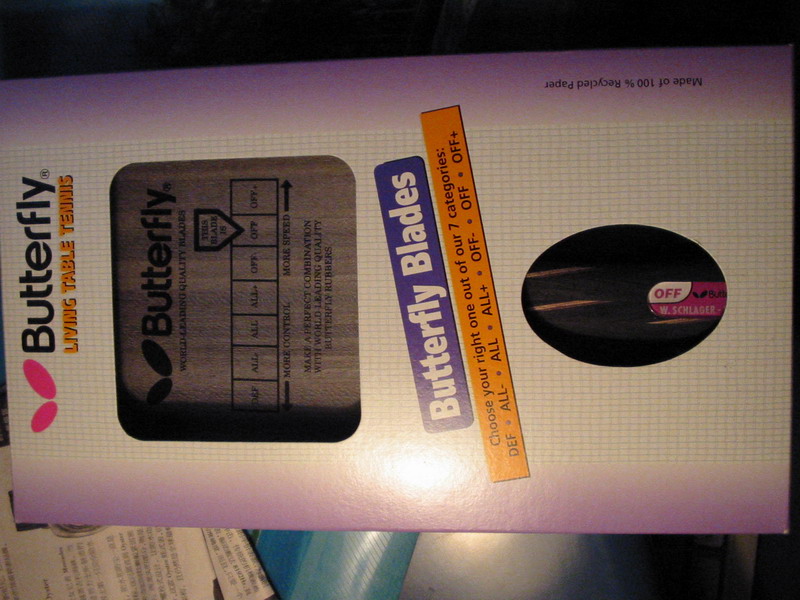 Butterfly®
LIVING TABLE TENNIS
Butterfly®
WORLD-LEADING QUALITY BLADES
THIS
BLADE
IS
DEF ALL- ALL ALL+ OFF- OFF OFF+
MORE CONTROL MORE SPEED
MAKE A PERFECT COMBINATION
WITH WORLD LEADING QUALITY
BUTTERFLY RUBBERS
Butterfly Blades
Choose your right one out of our 7 categories:
DEF • ALL- • ALL • ALL+ • OFF- • OFF • OFF+
OFF Butt
W. SCHLAGER -
Made of 100% Recycled Paper